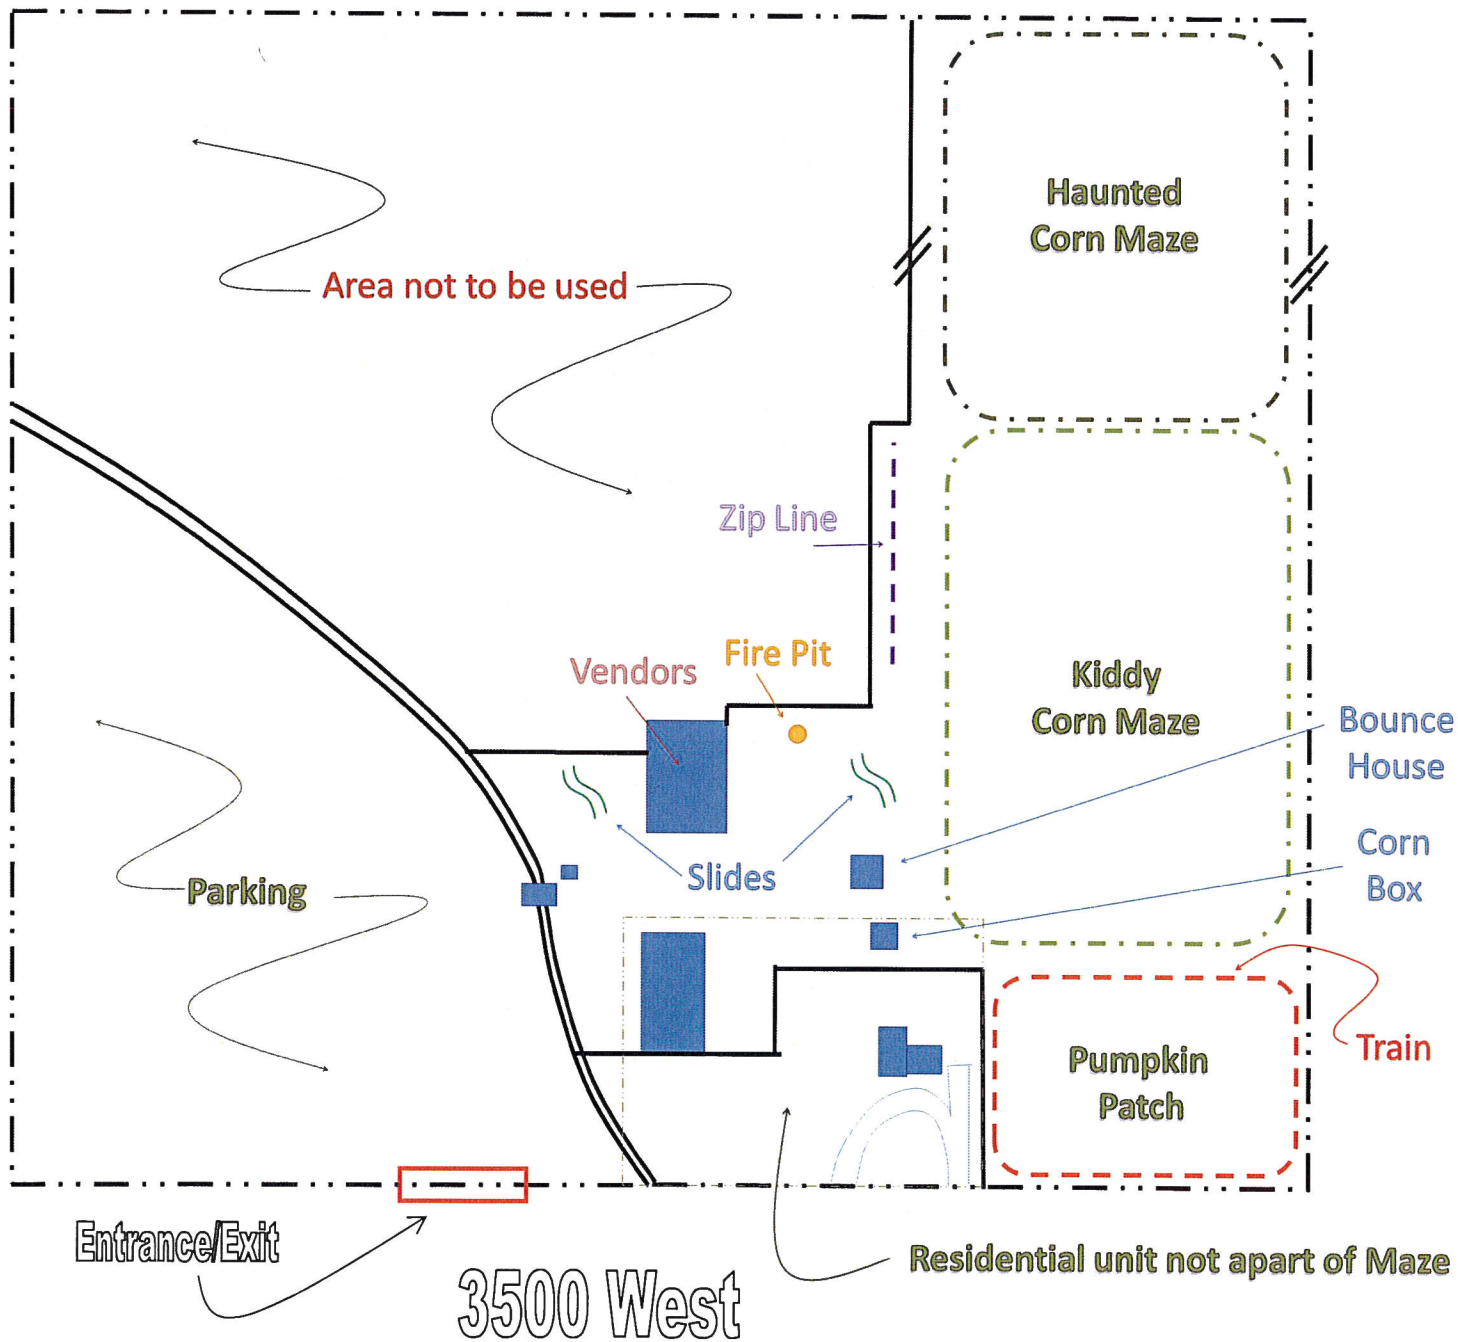 Haunted
Corn Maze
Area not to be used
Zip Line
Fire Pit
Vendors
Kiddy
Corn Maze
Bounce
House
Corn
Box
Slides
Parking
Train
Pumpkin
Patch
Entrance/Exit
Residential unit not apart of Maze
3500 West